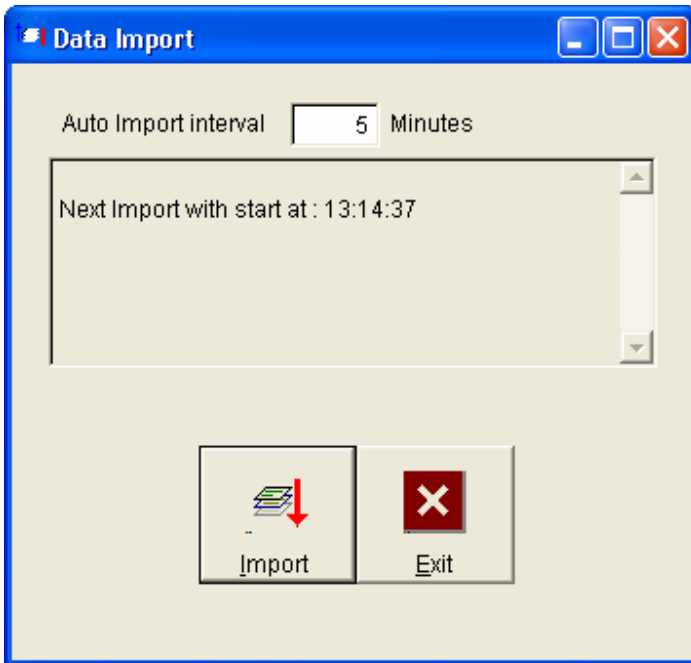 Data Import
Auto Import interval 5 Minutes
Next Import with start at : 13:14:37
Import Exit